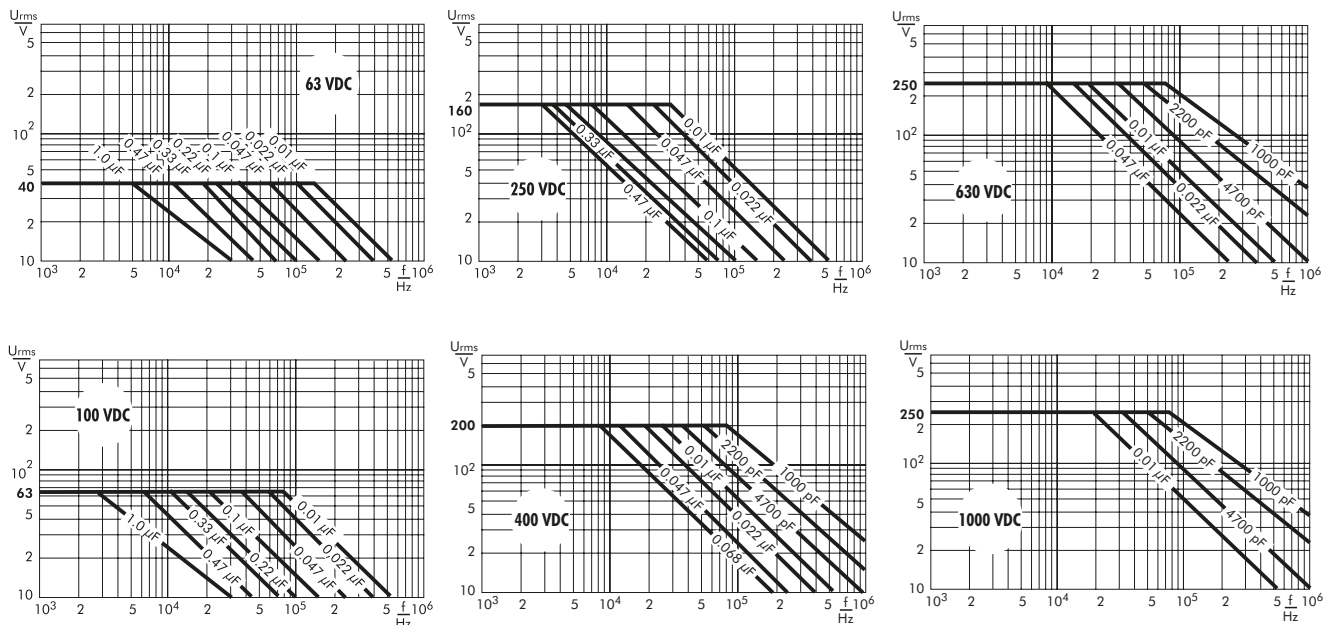 Urms
V
5
2
10²
5
40
2
10
63 VDC
1.0 µF
0.47 µF
0.33 µF
0.22 µF
0.1 µF
0.047 µF
0.022 µF
0.01 µF
10³ 2 5 10⁴ 2 5 10⁵ 2 f/Hz 10⁶
Urms
V
5
2
160
10²
5
2
10
250 VDC
0.33 µF
0.47 µF
0.01 µF
0.047 µF
0.022 µF
0.1 µF
10³ 2 5 10⁴ 2 5 10⁵ 2 f/Hz 10⁶
Urms
V
5
250
2
10²
5
2
10
630 VDC
0.01 µF
0.047 µF
2200 pF
1000 pF
4700 pF
0.022 µF
10³ 2 5 10⁴ 2 5 10⁵ 2 5 f/Hz 10⁶
Urms
V
5
2
10²
63
5
2
10
100 VDC
1.0 µF
0.33 µF
0.47 µF
0.1 µF
0.22 µF
0.01 µF
0.047 µF
0.022 µF
10³ 2 5 10⁴ 2 5 10⁵ 2 f/Hz 10⁶
Urms
V
5
200
10²
5
2
10
400 VDC
2200 pF
1000 pF
0.01 µF
0.047 µF
4700 pF
0.022 µF
0.068 µF
10³ 2 5 10⁴ 2 5 10⁵ 2 f/Hz 10⁶
Urms
V
5
250
2
10²
5
2
10
1000 VDC
2200 pF
1000 pF
0.01 µF
4700 pF
10³ 2 5 10⁴ 2 5 10⁵ 2 5 f/Hz 10⁶